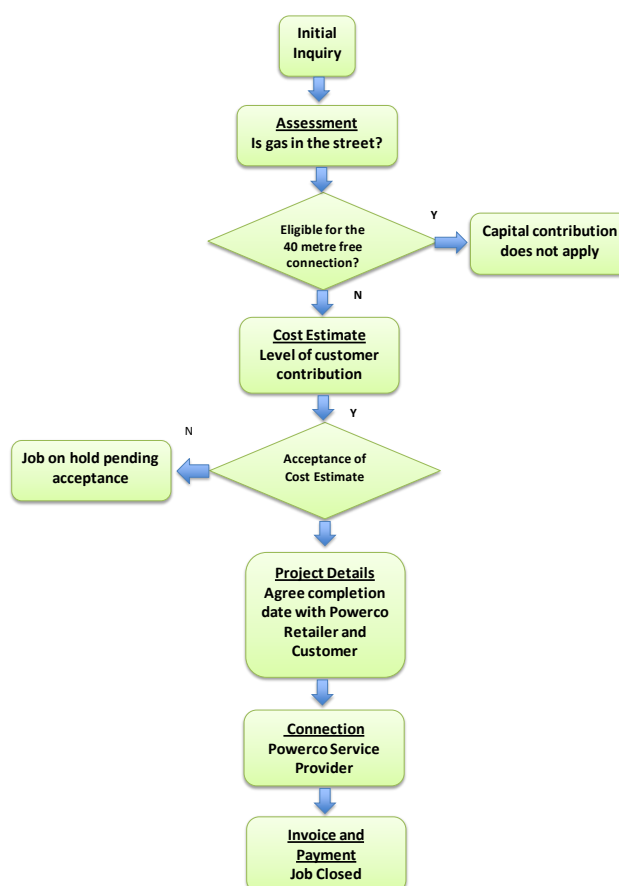 Initial
Inquiry
Assessment
Is gas in the street?
Eligible for the
40 metre free
connection?
Y
Capital contribution
does not apply
N
Cost Estimate
Level of customer
contribution
Y
N
Job on hold pending
acceptance
Acceptance of
Cost Estimate
Project Details
Agree completion
date with Powerco
Retailer and
Customer
Connection
Powerco Service
Provider
Invoice and
Payment
Job Closed